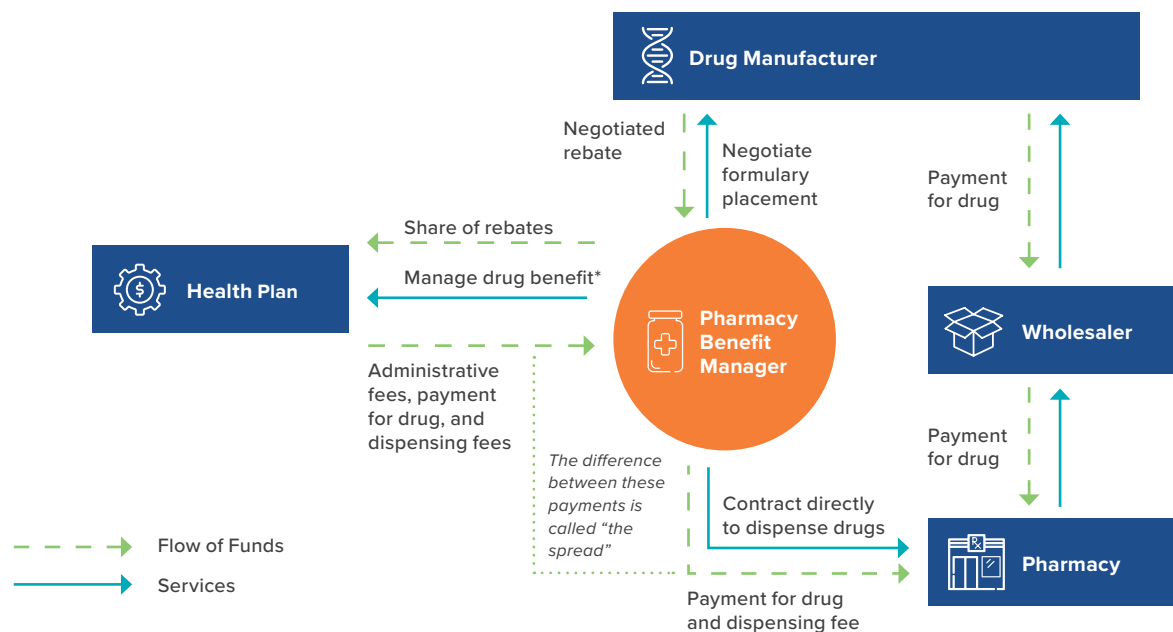 Drug Manufacturer
Negotiated
rebate
Negotiate
formulary
placement
Payment
for drug
Share of rebates
Manage drug benefit*
$
Health Plan
Pharmacy
Benefit
Manager
Wholesaler
Administrative
fees, payment
for drug, and
dispensing fees
Payment
for drug
The difference
between these
payments is
called “the
spread”
Contract directly
to dispense drugs
Rx
Pharmacy
Payment for drug
and dispensing fee
Flow of Funds
Services